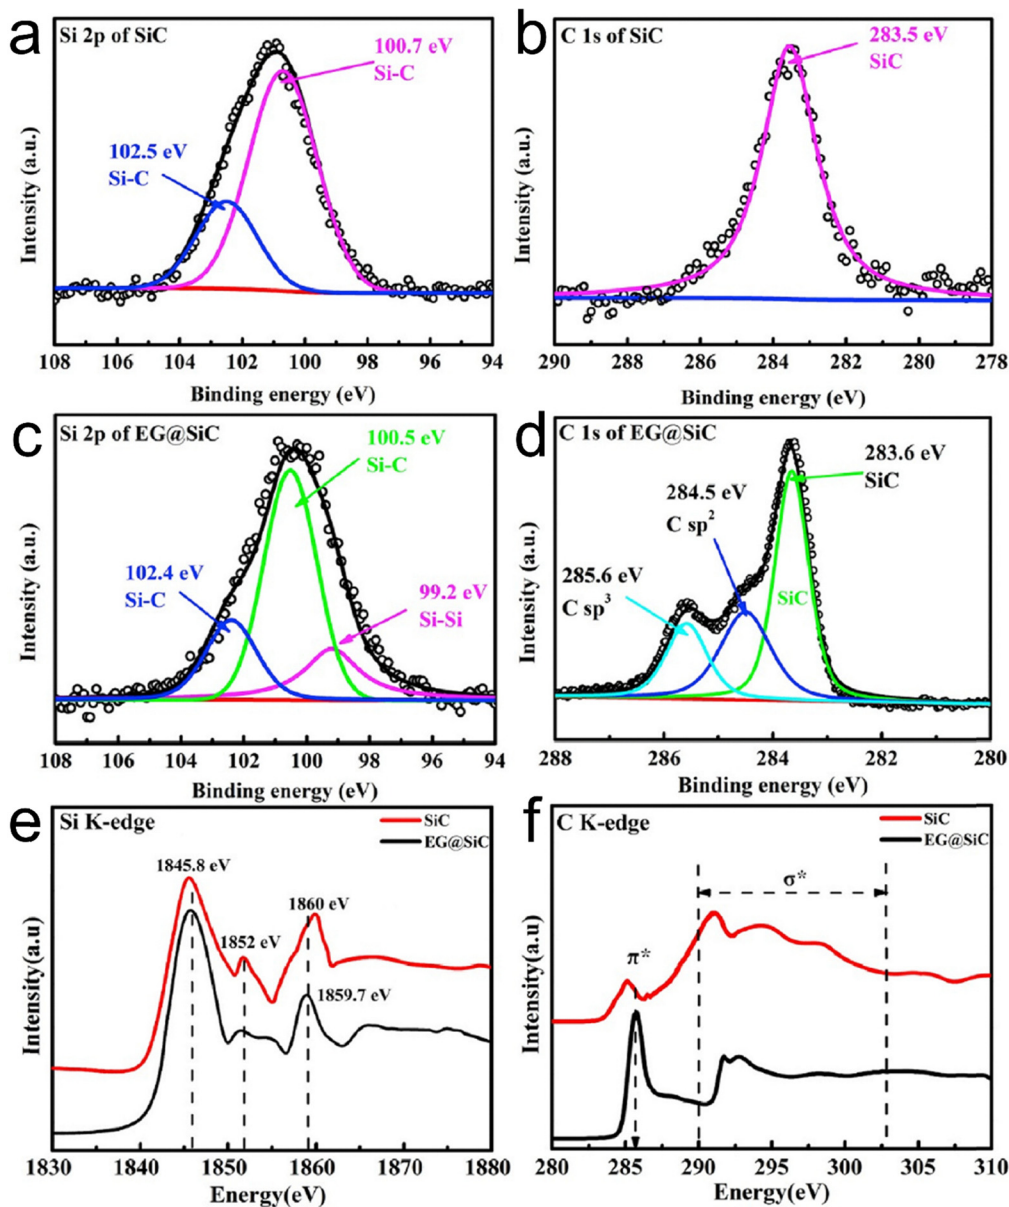 a
Si 2p of SiC
100.7 eV
Si-C
102.5 eV
Si-C
Intensity (a.u.)
108 106 104 102 100 98 96 94
Binding energy (eV)
b
C 1s of SiC
283.5 eV
SiC
Intensity (a.u.)
290 288 286 284 282 280 278
Binding energy (eV)
c
Si 2p of EG@SiC
100.5 eV
Si-C
102.4 eV
Si-C
99.2 eV
Si-Si
Intensity (a.u.)
108 106 104 102 100 98 96 94
Binding energy (eV)
d
C 1s of EG@SiC
283.6 eV
SiC
284.5 eV
C sp²
285.6 eV
C sp³
SiC
Intensity (a.u.)
288 286 284 282 280
Binding energy (eV)
e
Si K-edge
SiC
EG@SiC
1845.8 eV
1860 eV
1852 eV
1859.7 eV
Intensity(a.u)
1830 1840 1850 1860 1870 1880
Energy(eV)
f
C K-edge
SiC
EG@SiC
σ*
π*
Intensity(a.u)
280 285 290 295 300 305 310
Energy(eV)